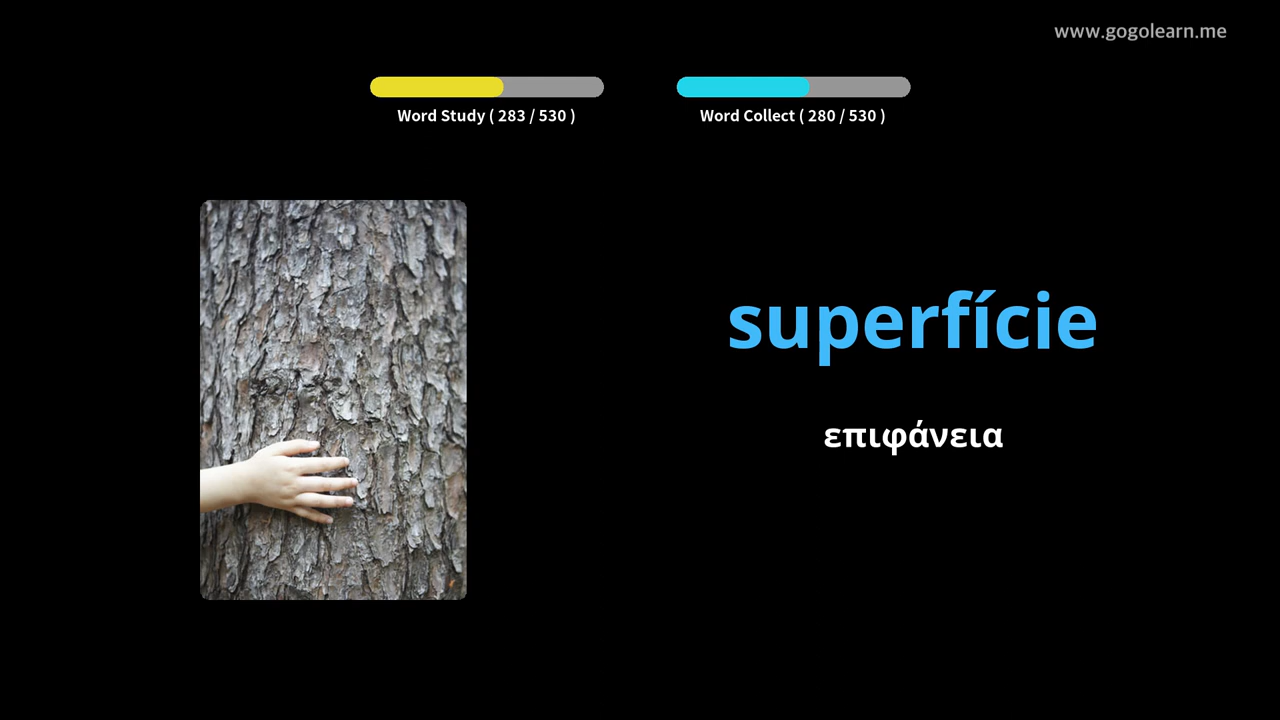 www.gogolearn.me
Word Study ( 283 / 530 )
Word Collect ( 280 / 530 )
superfície
επιφάνεια